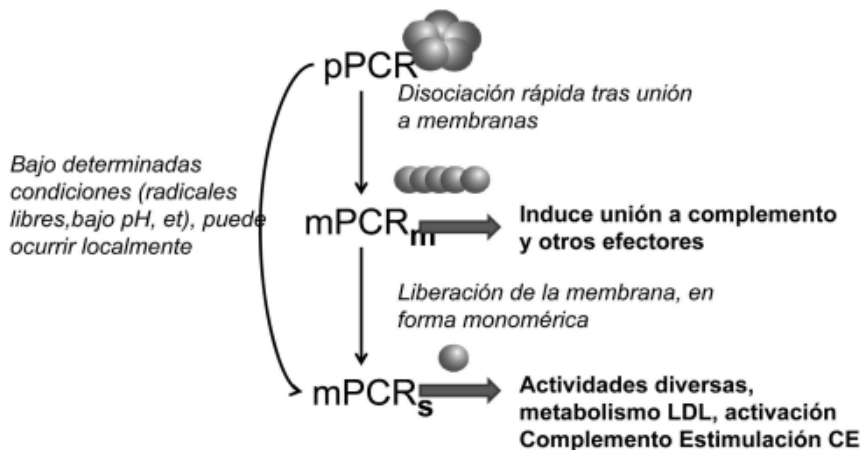 pPCR
Disociación rápida tras unión
a membranas
Bajo determinadas
condiciones (radicales
libres,bajo pH, et), puede
ocurrir localmente
mPCRm
Induce unión a complemento
y otros efectores
Liberación de la membrana, en
forma monomérica
mPCRs
Actividades diversas,
metabolismo LDL, activación
Complemento Estimulación CE